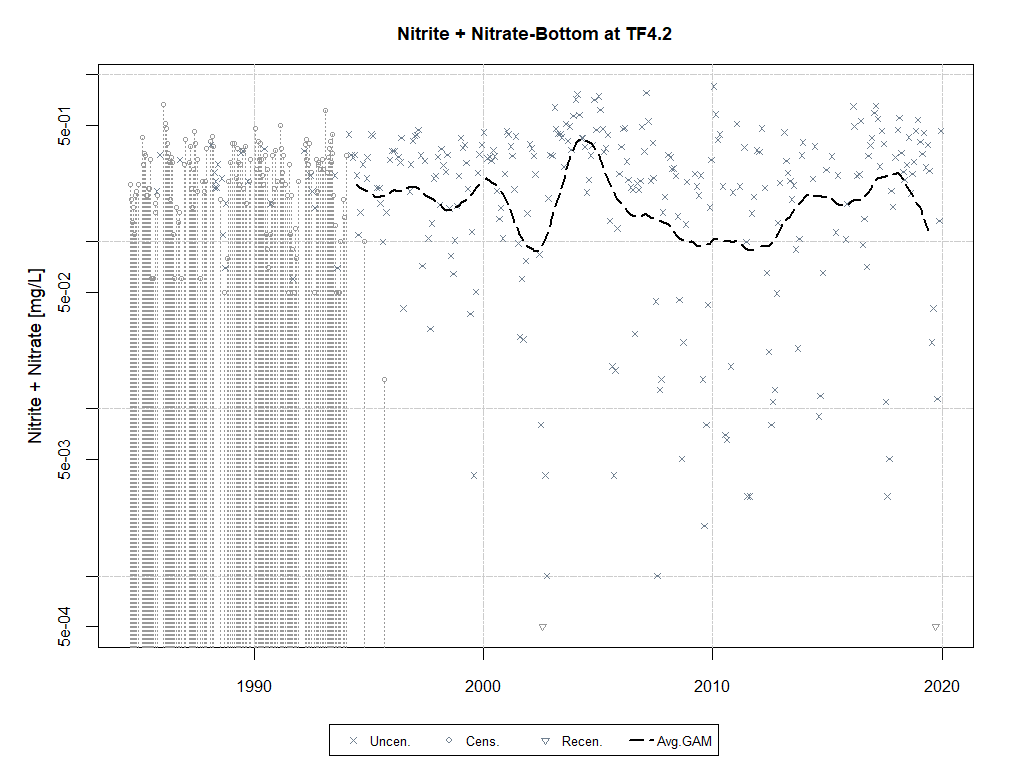 Nitrite + Nitrate-Bottom at TF4.2
Nitrite + Nitrate [mg/L]
5e-01
5e-02
5e-03
5e-04
1990 2000 2010 2020
Uncen. Cens. Recen. Avg.GAM